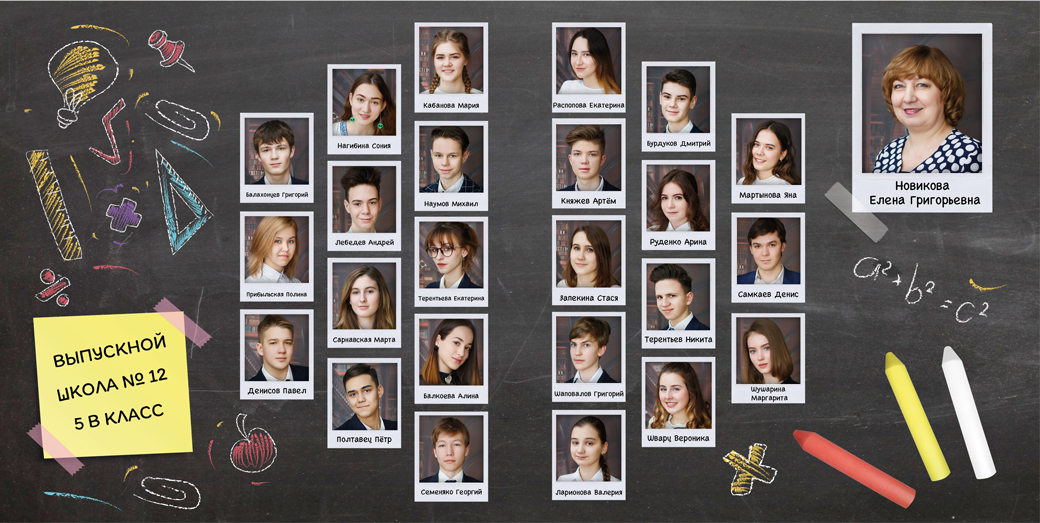 Кабанова Мария
Распопова Екатерина
Нагибина Сония
Бурдуков Дмитрий
Балахонцев Григорий
Наумов Михаил
Княжев Артём
Мартынова Яна
Новикова
Елена Григорьевна
Лебедев Андрей
Руденко Арина
Прибыльская Полина
Терентьева Екатерина
Запекина Стася
Самкаев Денис
a²+b²=c²
Сарнавская Марта
Терентьев Никита
ВЫПУСКНОЙ
ШКОЛА № 12
5 В КЛАСС
Денисов Павел
Балкоева Алина
Шаповалов Григорий
Шушарина
Маргарита
Полтавец Пётр
Шварц Вероника
Семеняко Георгий
Ларионова Валерия